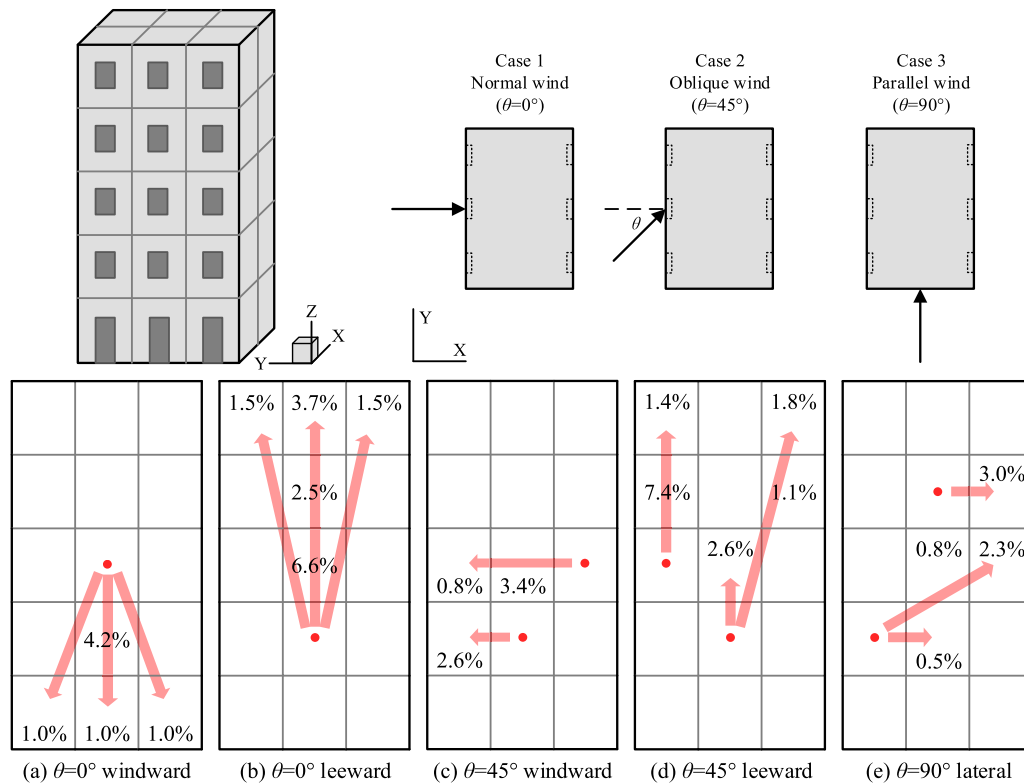 Case 1
Normal wind
(θ=0°)
Case 2
Oblique wind
(θ=45°)
Case 3
Parallel wind
(θ=90°)
θ
Z
X
Y
Y
X
4.2%
1.0%
1.0%
1.0%
(a) θ=0° windward
1.5%
3.7%
1.5%
2.5%
6.6%
(b) θ=0° leeward
0.8%
3.4%
2.6%
(c) θ=45° windward
1.4%
1.8%
7.4%
1.1%
2.6%
(d) θ=45° leeward
3.0%
0.8%
2.3%
0.5%
(e) θ=90° lateral